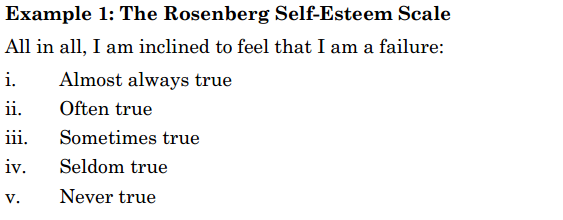 Example 1: The Rosenberg Self-Esteem Scale
All in all, I am inclined to feel that I am a failure:
i. Almost always true
ii. Often true
iii. Sometimes true
iv. Seldom true
v. Never true